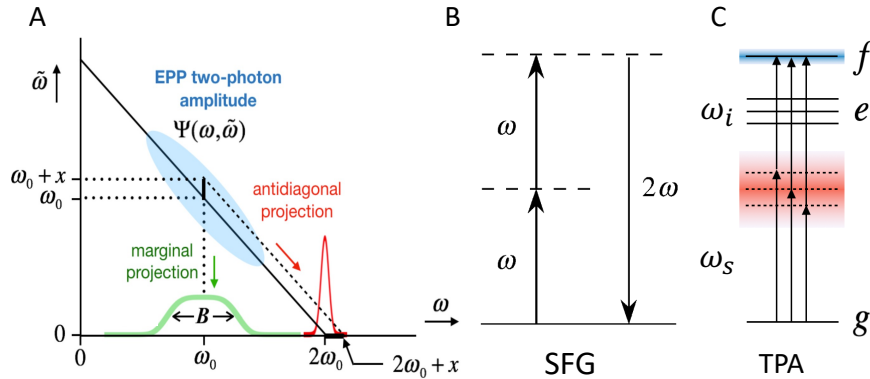 A
ω̃
EPP two-photon
amplitude
Ψ(ω,ω̃)
ω₀ + x
ω₀
antidiagonal
projection
marginal
projection
B
ω
0
0
ω₀
2ω₀
2ω₀ + x
B
ω
ω
2ω
SFG
C
f
ωᵢ
e
ωₛ
g
TPA